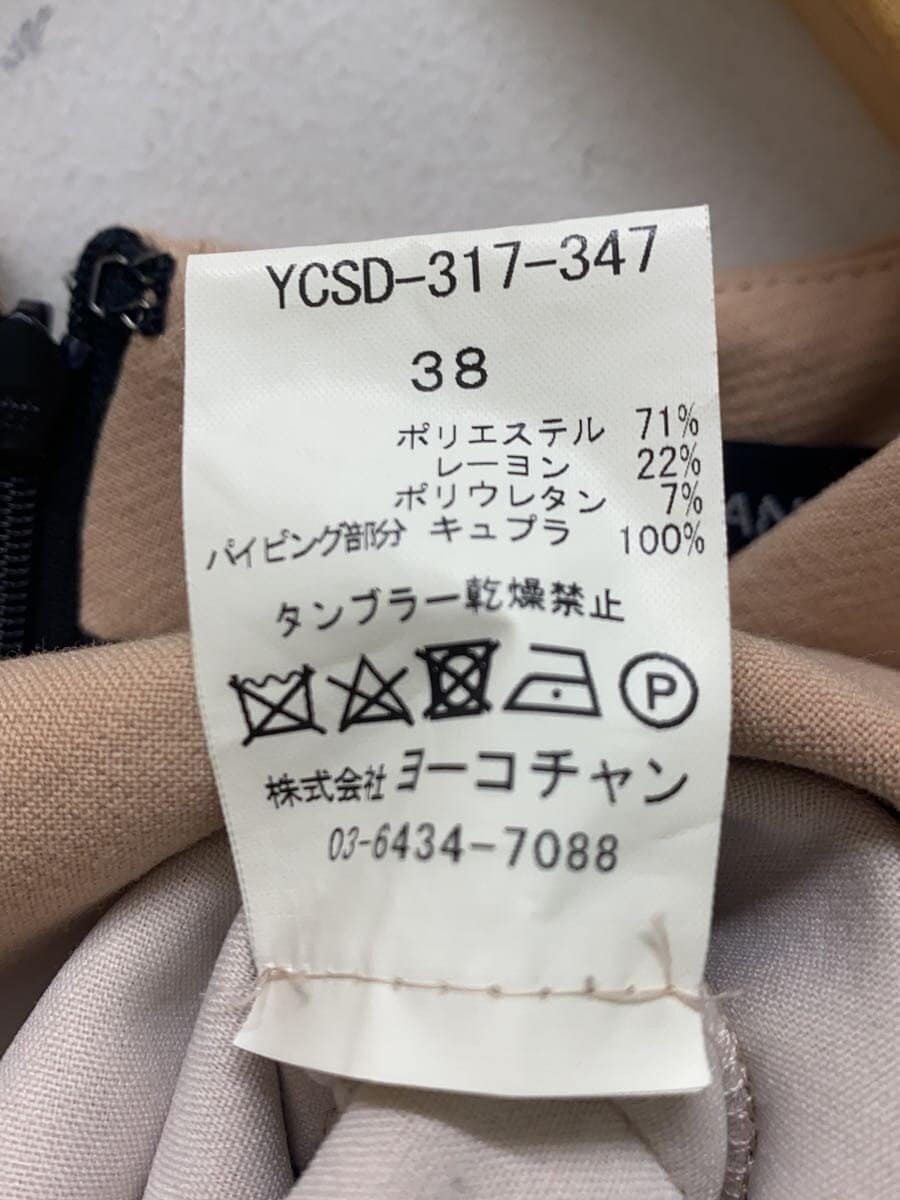 YCSD-317-347
38
ポリエステル 71%
レーヨン 22%
ポリウレタン 7%
パイピング部分 キュプラ 100%
タンブラー乾燥禁止
P
株式会社 ヨーコチャン
03-6434-7088